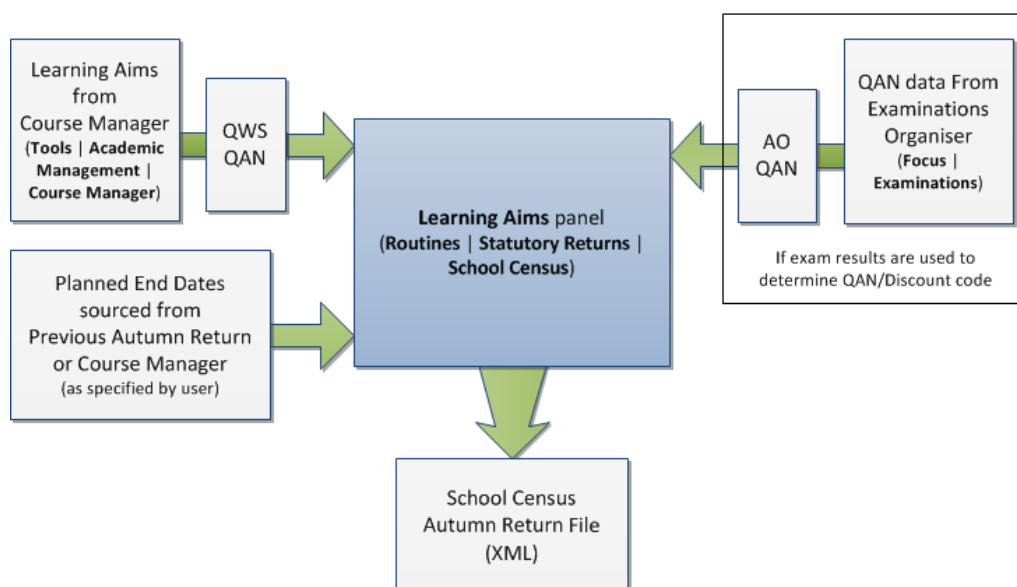 Learning Aims
from
Course Manager
(Tools | Academic
Management |
Course Manager)
QWS
QAN
Learning Aims panel
(Routines | Statutory Returns |
School Census)
AO
QAN
QAN data From
Examinations
Organiser
(Focus |
Examinations)
If exam results are used to
determine QAN/Discount code
Planned End Dates
sourced from
Previous Autumn Return
or Course Manager
(as specified by user)
School Census
Autumn Return File
(XML)